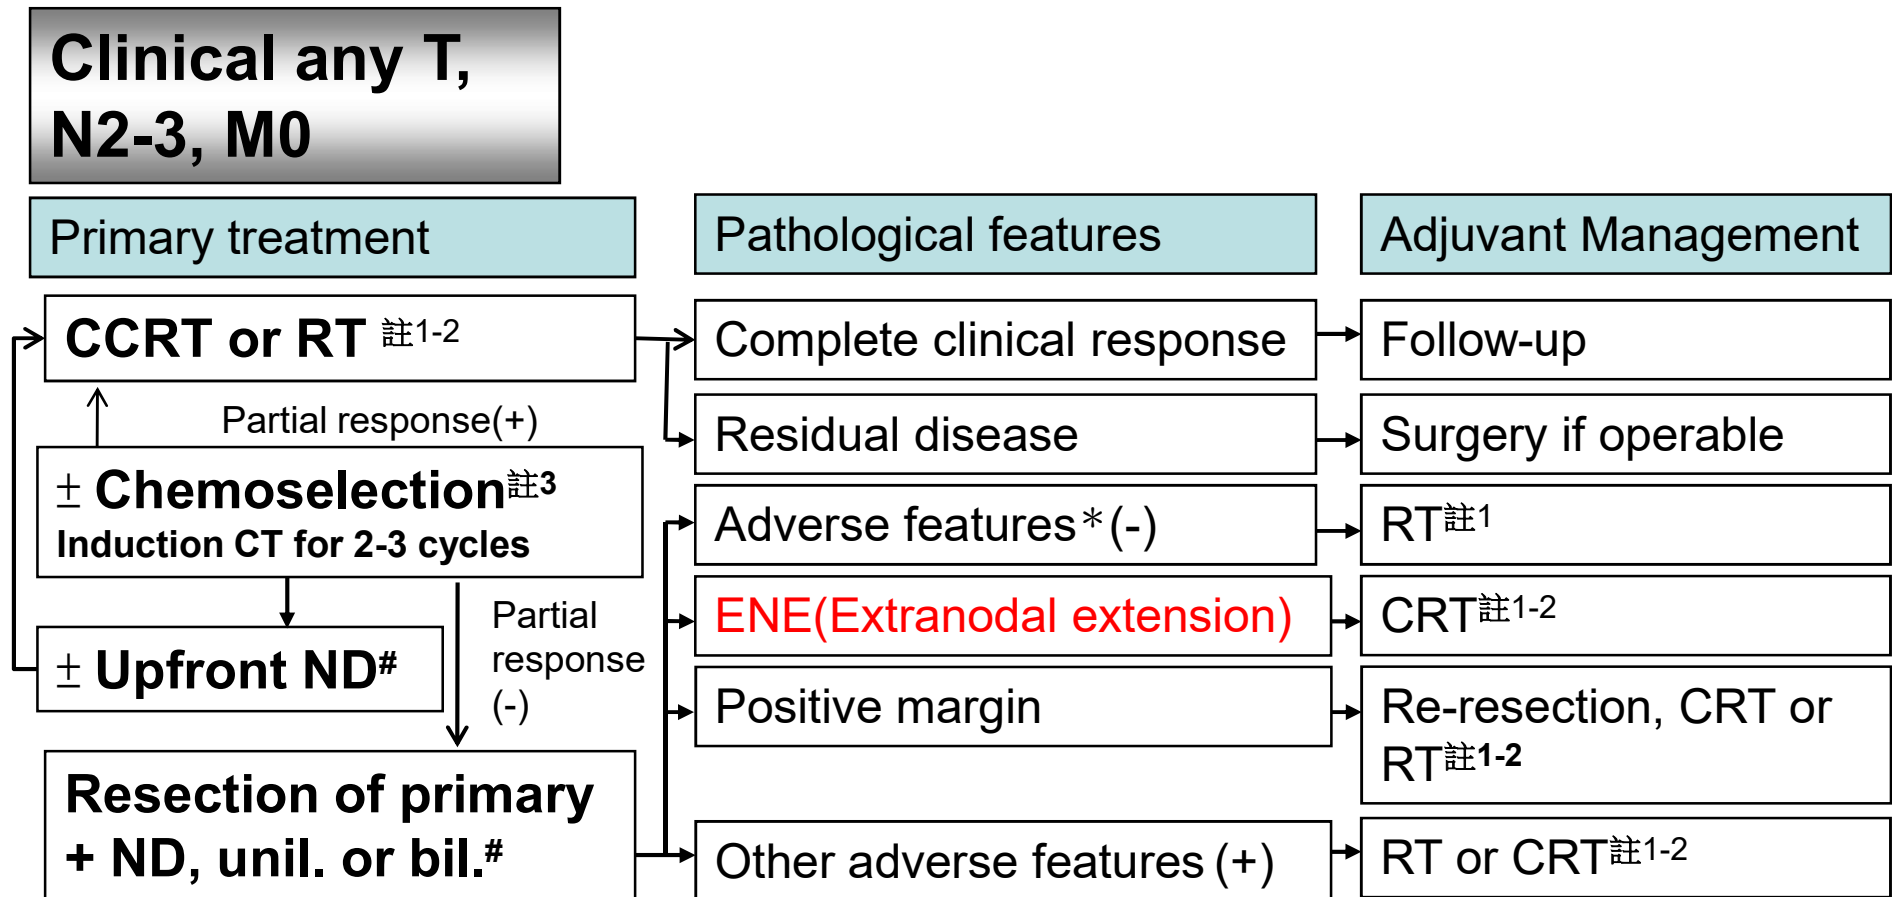 Clinical any T,
N2-3, M0
Primary treatment
Pathological features
Adjuvant Management
CCRT or RT 註1-2
Complete clinical response
Follow-up
Partial response(+)
Residual disease
Surgery if operable
± Chemoselection註3
Induction CT for 2-3 cycles
Adverse features*(-)
RT註1
Partial
response
(-)
ENE(Extranodal extension)
CRT註1-2
± Upfront ND#
Positive margin
Re-resection, CRT or
RT註1-2
Resection of primary
+ ND, unil. or bil.#
Other adverse features (+)
RT or CRT註1-2